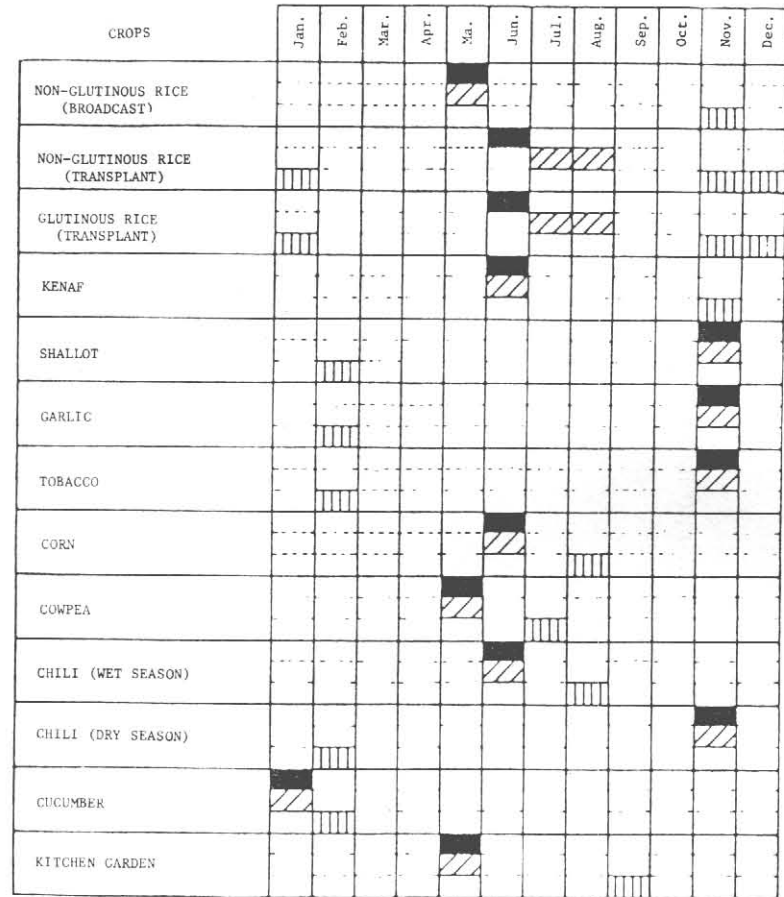 CROPS
Jan.
Feb.
Mar.
Apr.
Ma.
Jun.
Jul.
Aug.
Sep.
Oct.
Nov.
Dec.
NON-GLUTINOUS RICE
(BROADCAST)
NON-GLUTINOUS RICE
(TRANSPLANT)
GLUTINOUS RICE
(TRANSPLANT)
KENAF
SHALLOT
GARLIC
TOBACCO
CORN
COWPEA
CHILI (WET SEASON)
CHILI (DRY SEASON)
CUCUMBER
KITCHEN GARDEN